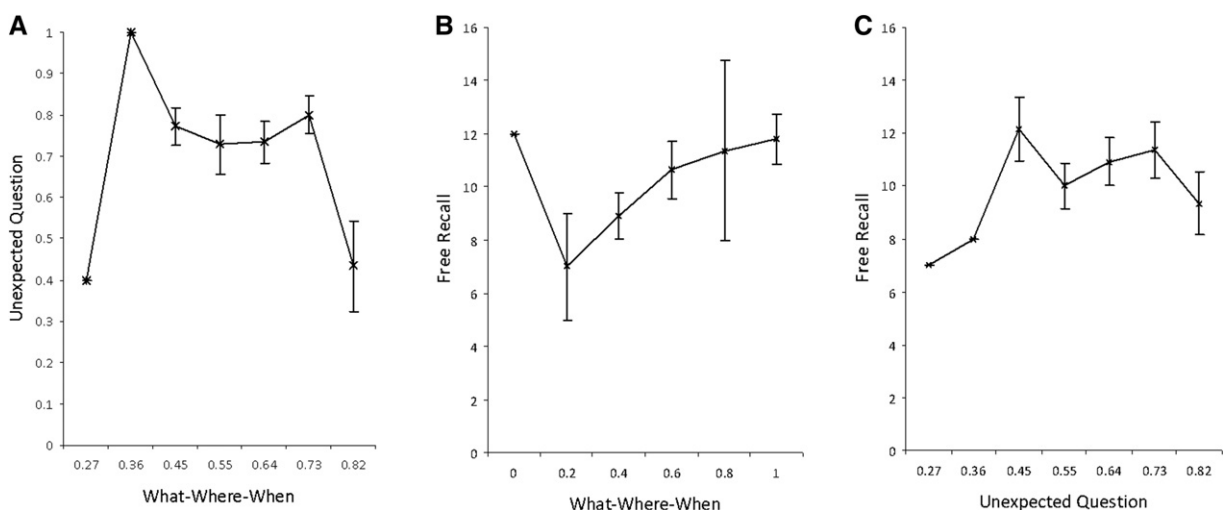 A
Unexpected Question
1
0.9
0.8
0.7
0.6
0.5
0.4
0.3
0.2
0.1
0
0.27 0.36 0.45 0.55 0.64 0.73 0.82
What-Where-When
B
Free Recall
16
14
12
10
8
6
4
2
0
0 0.2 0.4 0.6 0.8 1
What-Where-When
C
Free Recall
16
14
12
10
8
6
4
2
0
0.27 0.36 0.45 0.55 0.64 0.73 0.82
Unexpected Question